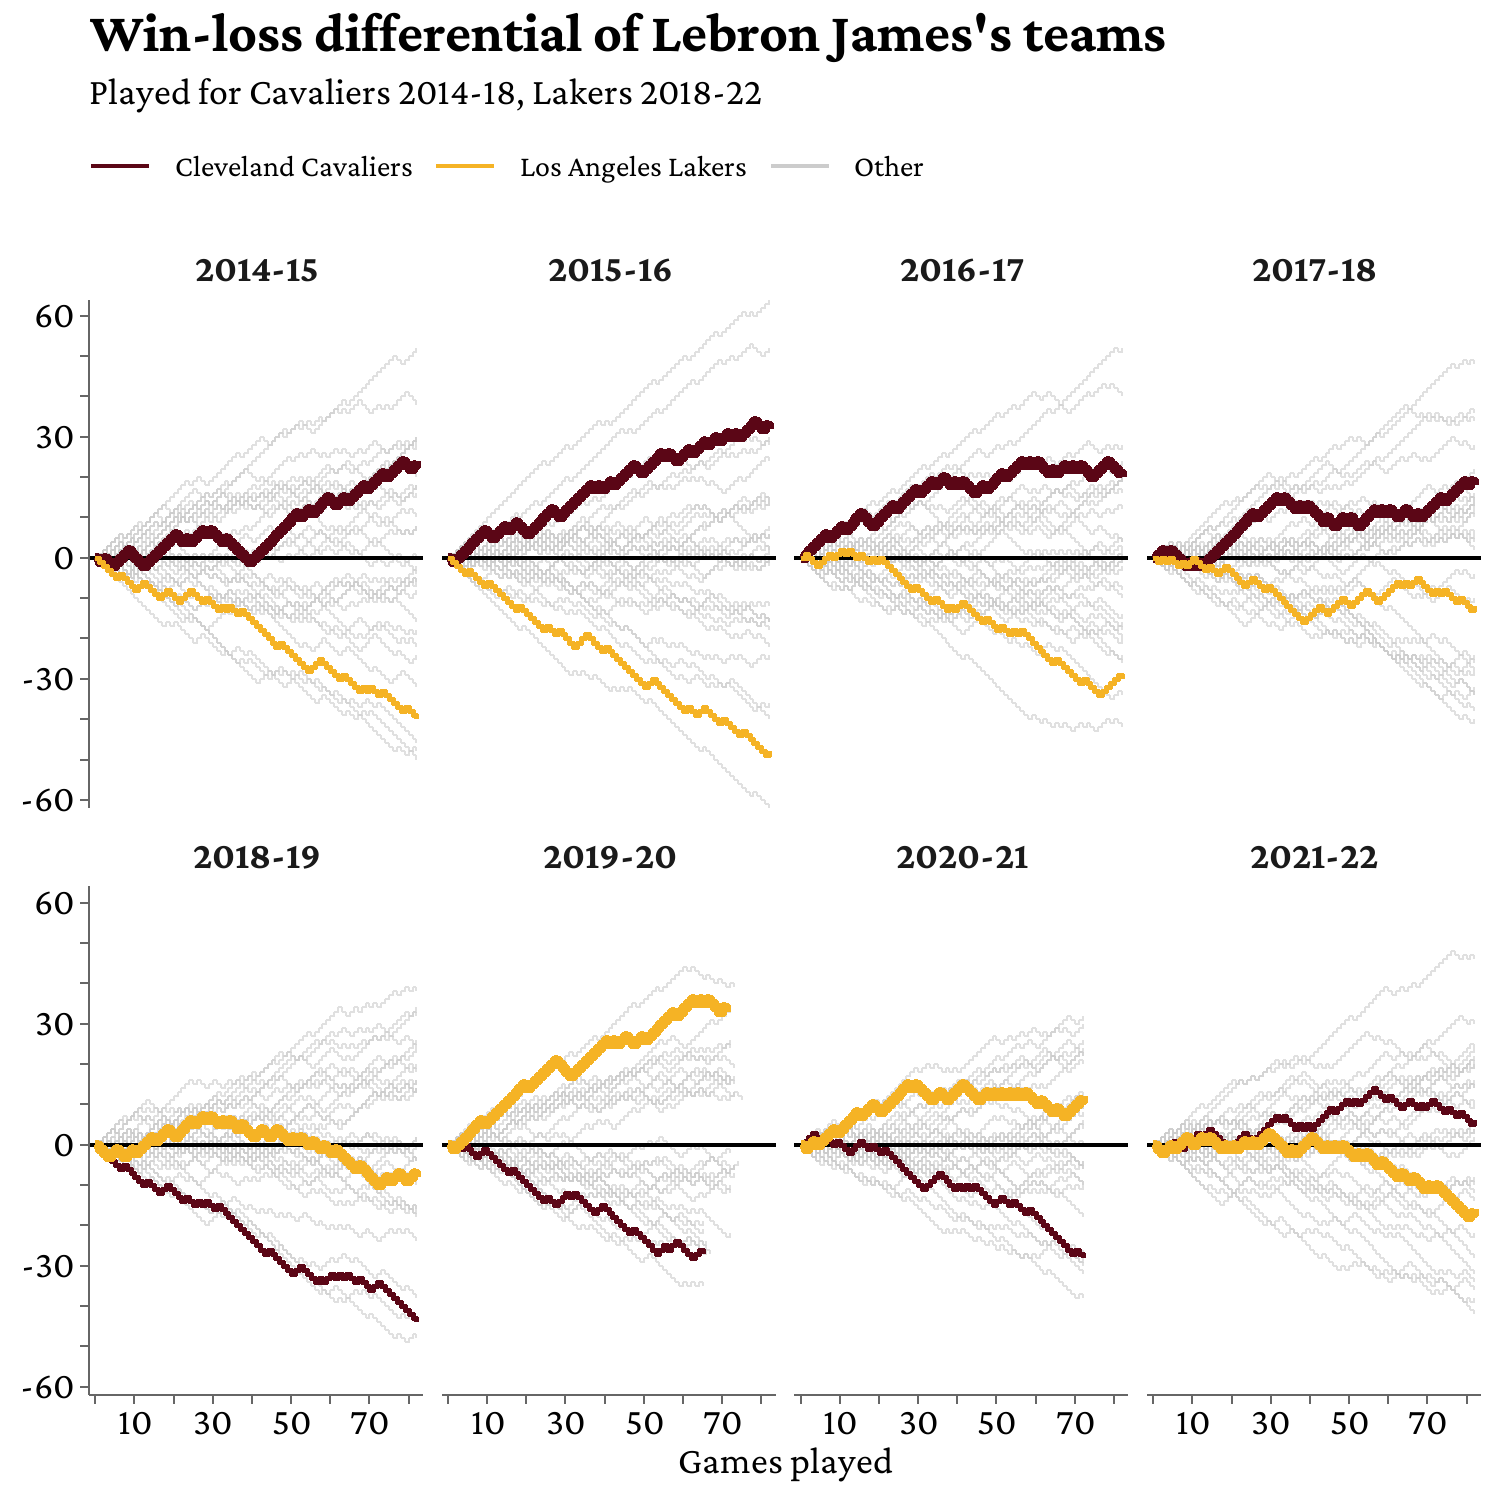 Win-loss differential of Lebron James's teams
Played for Cavaliers 2014-18, Lakers 2018-22
Cleveland Cavaliers Los Angeles Lakers Other
2014-15 2015-16 2016-17 2017-18
60
30
0
-30
-60
2018-19 2019-20 2020-21 2021-22
60
30
0
-30
-60
10 30 50 70 10 30 50 70 10 30 50 70 10 30 50 70
Games played